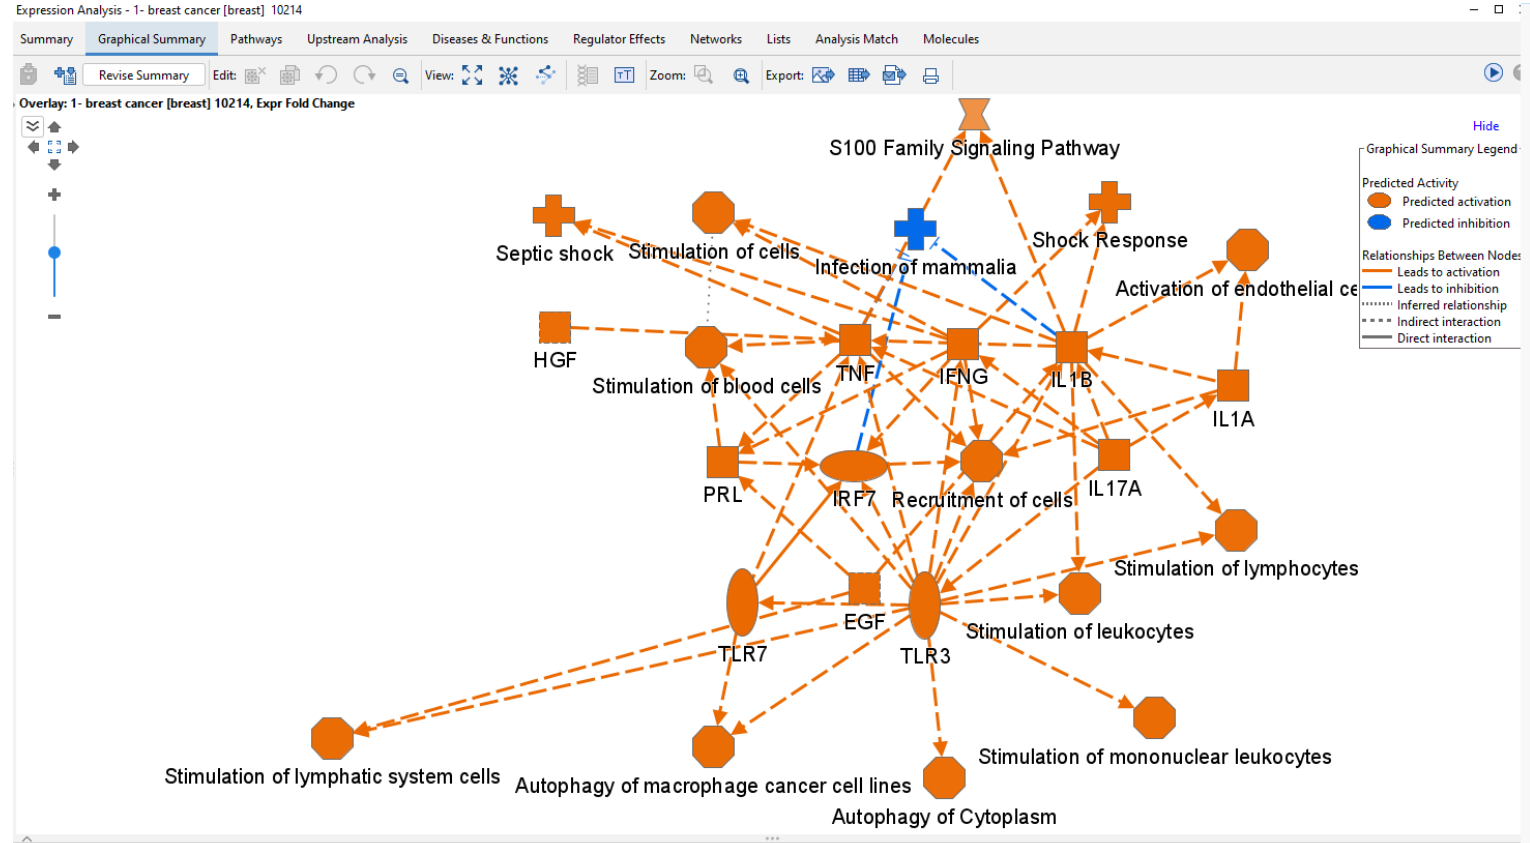 Expression Analysis - 1- breast cancer [breast] 10214
Summary Graphical Summary Pathways Upstream Analysis Diseases & Functions Regulator Effects Networks Lists Analysis Match Molecules
Revise Summary Edit: View: Zoom: Export:
Overlay: 1- breast cancer [breast] 10214, Expr Fold Change
Hide
Graphical Summary Legend
Predicted Activity
Predicted activation
Predicted inhibition
Relationships Between Nodes
Leads to activation
Leads to inhibition
Inferred relationship
Indirect interaction
Direct interaction
S100 Family Signaling Pathway
Septic shock
Stimulation of cells
Infection of mammalia
Shock Response
Activation of endothelial ce
HGF
Stimulation of blood cells
TNF
IFNG
IL1B
IL1A
PRL
IRF7
Recruitment of cells
IL17A
Stimulation of lymphocytes
TLR7
EGF
TLR3
Stimulation of leukocytes
Stimulation of lymphatic system cells
Autophagy of macrophage cancer cell lines
Stimulation of mononuclear leukocytes
Autophagy of Cytoplasm